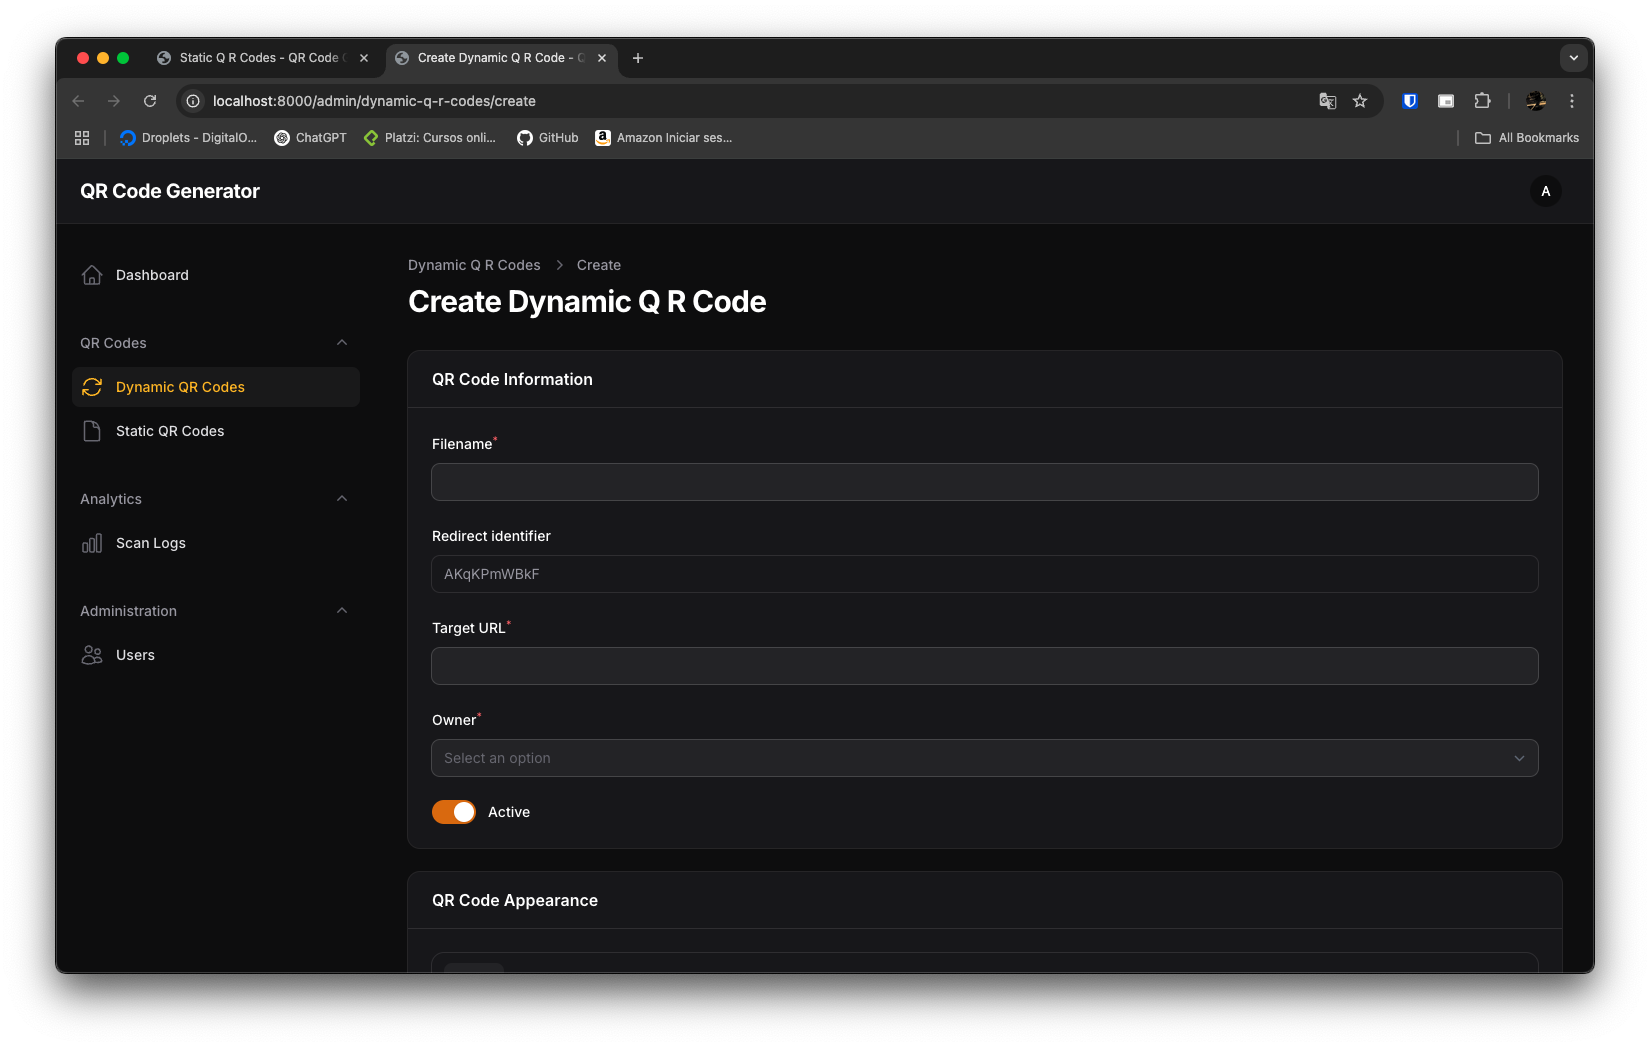 Static Q R Codes - QR Code
Create Dynamic Q R Code -
localhost:8000/admin/dynamic-q-r-codes/create
Droplets - DigitalO...
ChatGPT
Platzi: Cursos onli...
GitHub
Amazon Iniciar ses...
All Bookmarks
QR Code Generator
A
Dashboard
QR Codes
Dynamic QR Codes
Static QR Codes
Analytics
Scan Logs
Administration
Users
Dynamic Q R Codes > Create
Create Dynamic Q R Code
QR Code Information
Filename*
Redirect identifier
AKqKPmWBkF
Target URL*
Owner*
Select an option
Active
QR Code Appearance